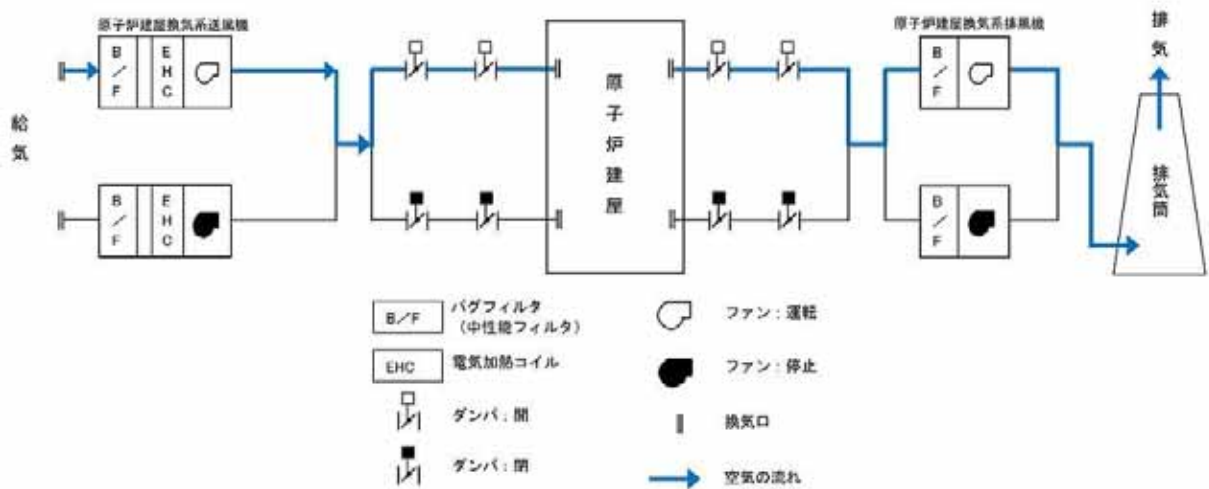 原子炉建屋換気系送風機
B/F
EHC
給気
B/F
EHC
原子炉建屋
原子炉建屋換気系排風機
B/F
B/F
排気
排気筒
B/F
バグフィルタ
(中性能フィルタ)
EHC
電気加熱コイル
ダンパ:開
ダンパ:閉
ファン:運転
ファン:停止
換気口
空気の流れ